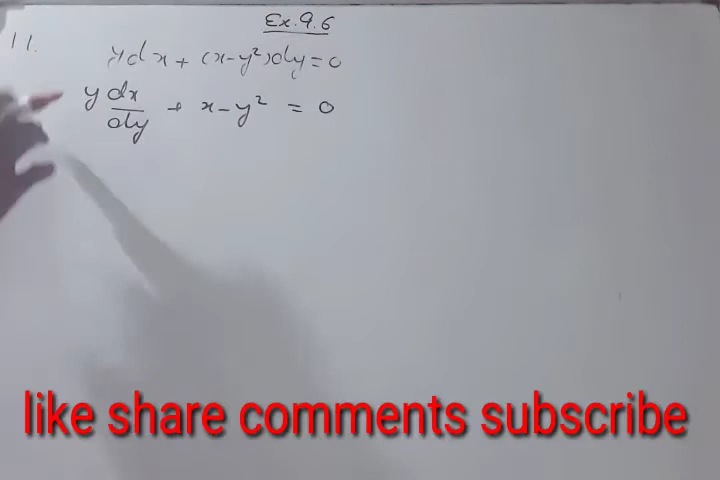 Ex. 9.6
11.
ydx + (x-y²)dy = 0
y dx/dy + x - y² = 0
like share comments subscribe